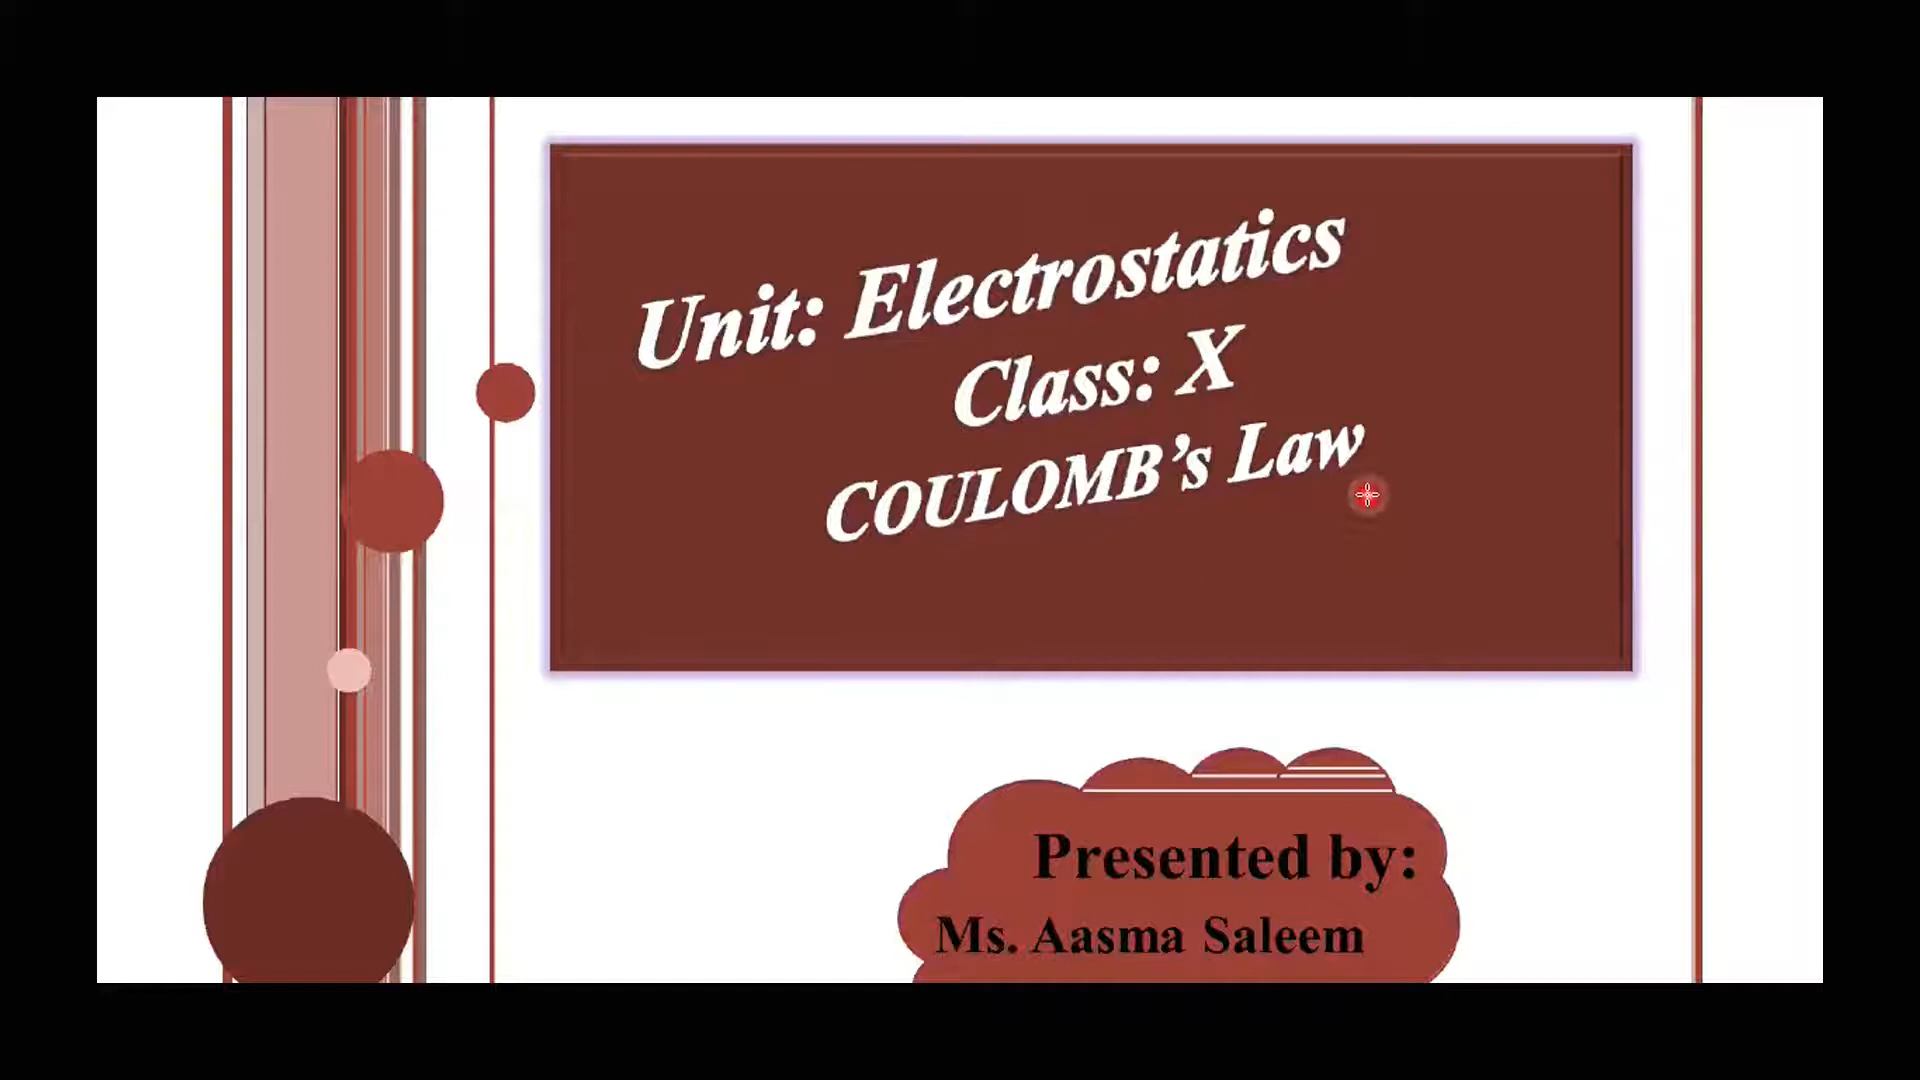 Unit: Electrostatics
Class: X
COULOMB’s Law
Presented by:
Ms. Aasma Saleem